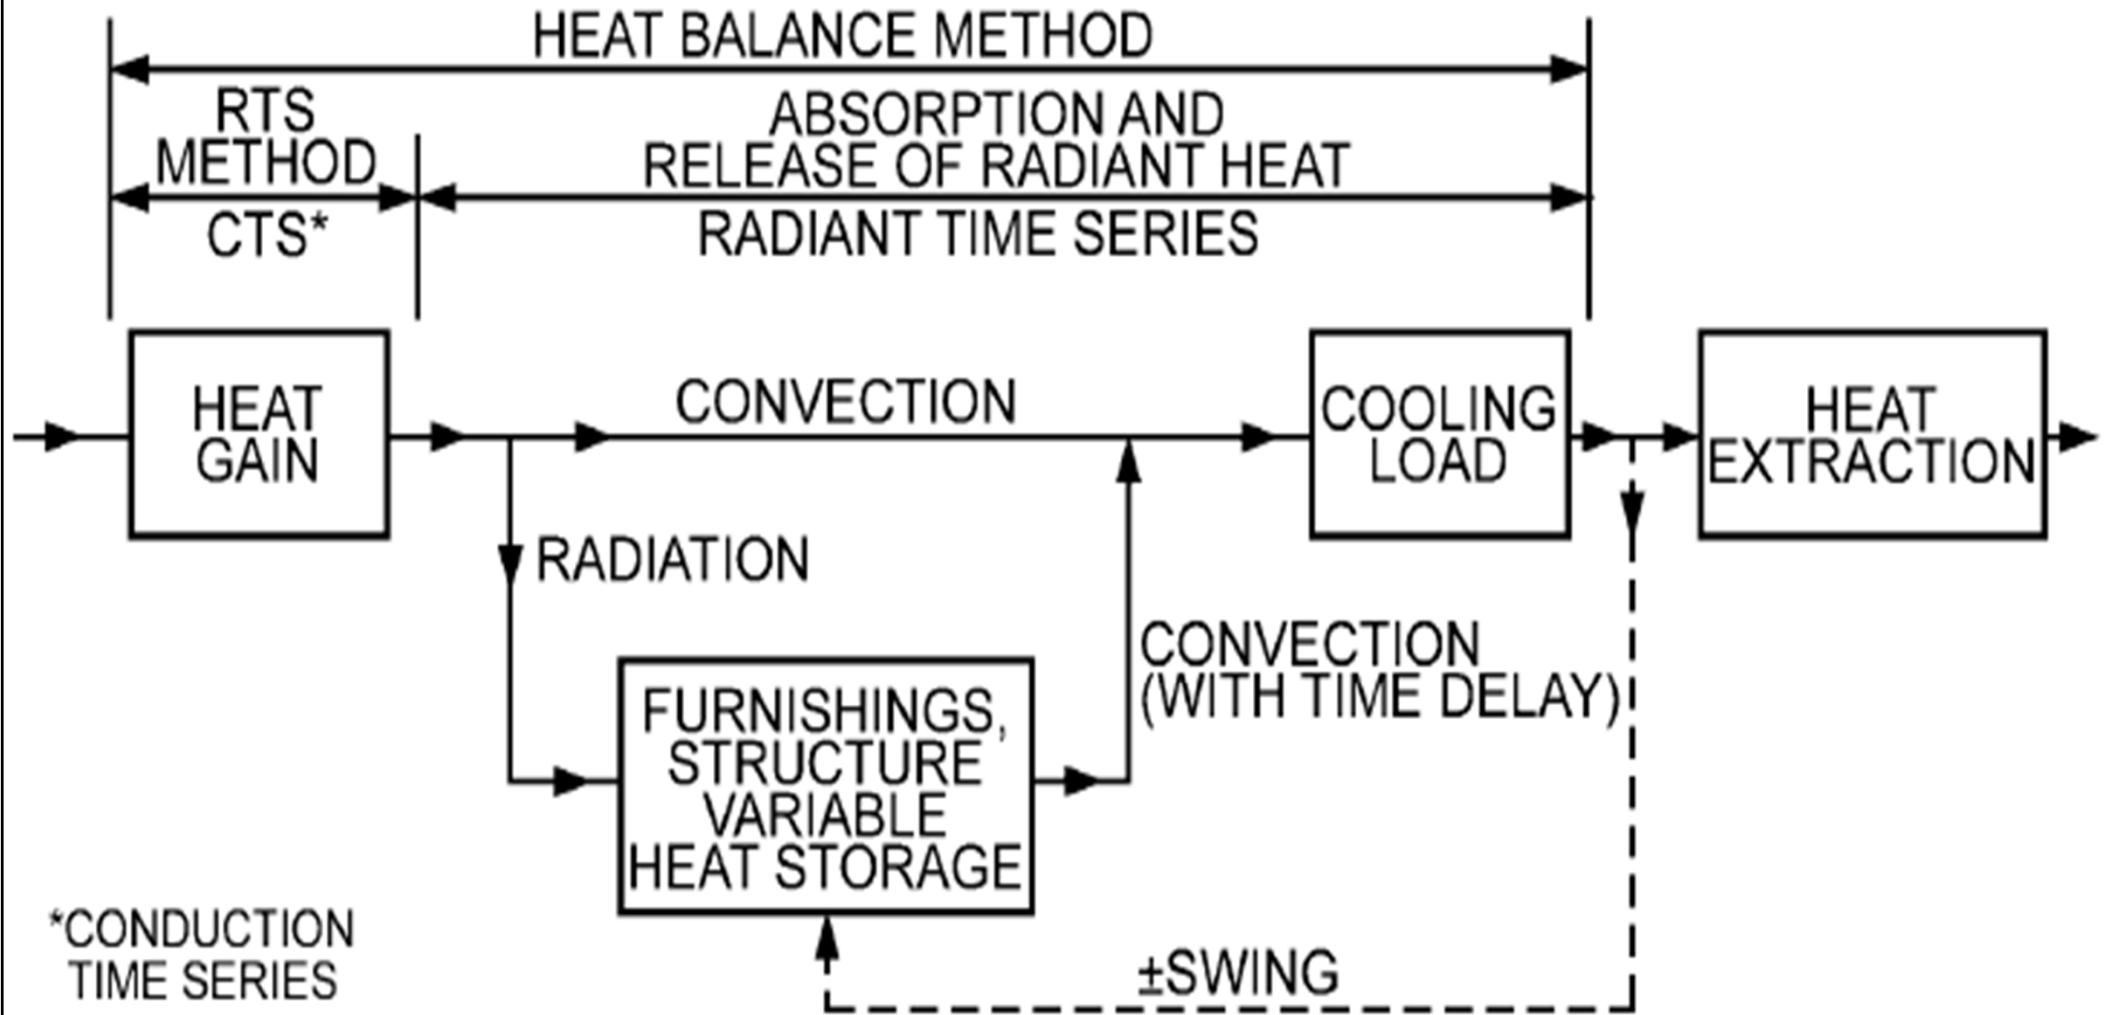 HEAT BALANCE METHOD
RTS
METHOD
CTS*
ABSORPTION AND
RELEASE OF RADIANT HEAT
RADIANT TIME SERIES
HEAT
GAIN
CONVECTION
COOLING
LOAD
HEAT
EXTRACTION
RADIATION
CONVECTION
(WITH TIME DELAY)
FURNISHINGS,
STRUCTURE
VARIABLE
HEAT STORAGE
*CONDUCTION
TIME SERIES
±SWING